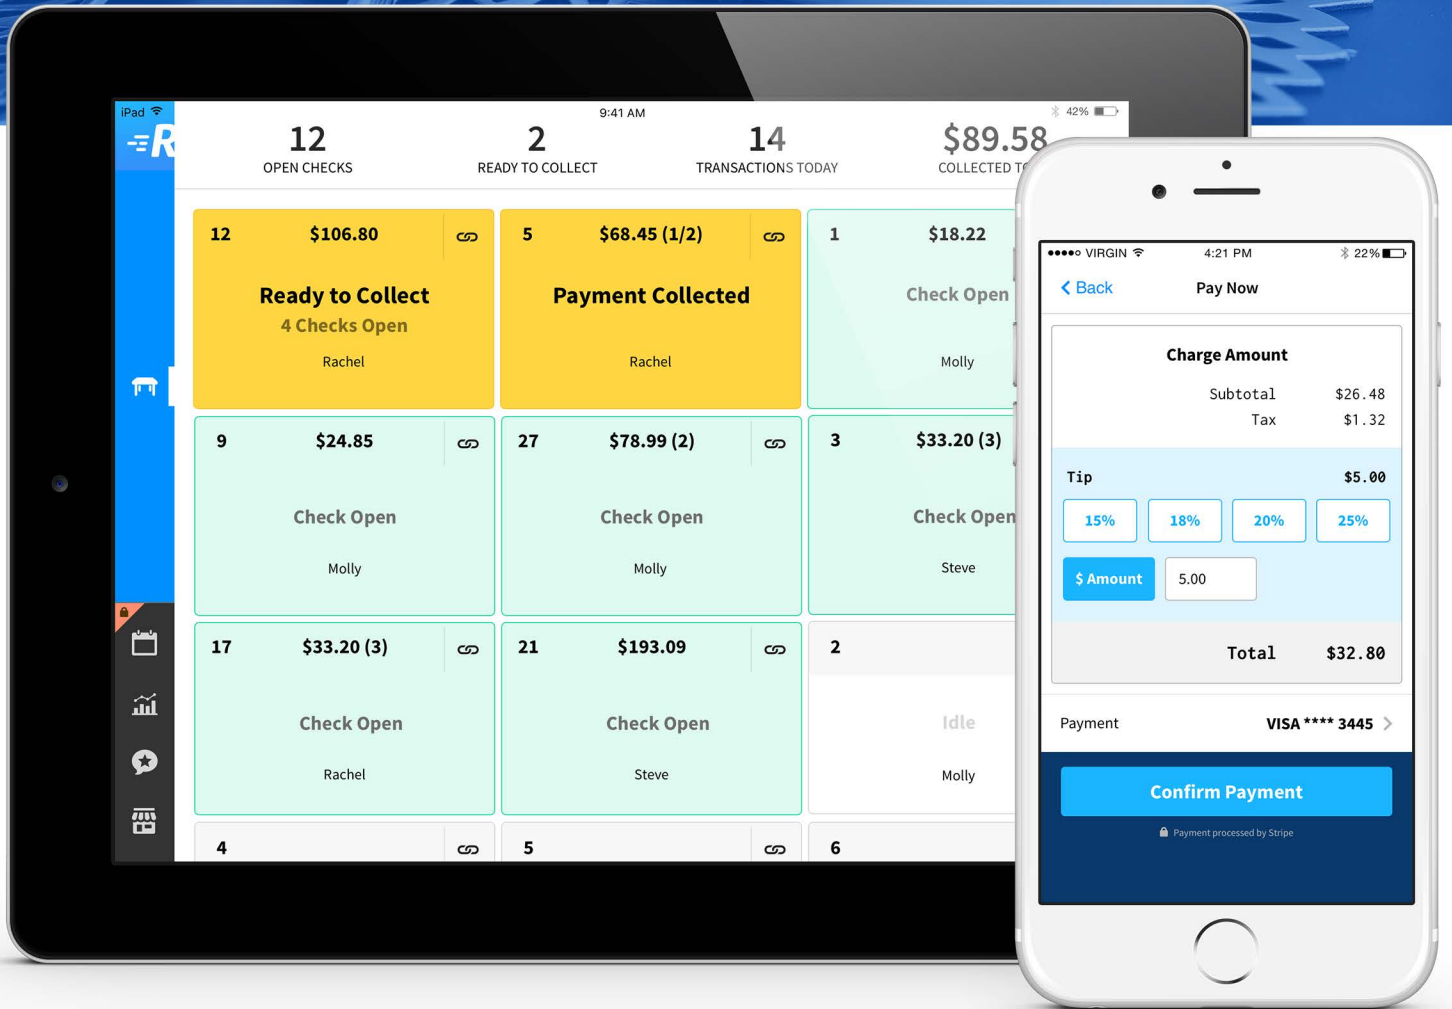 iPad
9:41 AM
42%
R
12
OPEN CHECKS
2
READY TO COLLECT
14
TRANSACTIONS TODAY
$89.58
COLLECTED
12 $106.80
Ready to Collect
4 Checks Open
Rachel
5 $68.45 (1/2)
Payment Collected
Rachel
1 $18.22
Check Open
Molly
9 $24.85
Check Open
Molly
27 $78.99 (2)
Check Open
Molly
3 $33.20 (3)
Check Open
Steve
17 $33.20 (3)
Check Open
Rachel
21 $193.09
Check Open
Steve
2
Idle
Molly
4
5
6
VIRGIN 4:21 PM 22%
Back Pay Now
Charge Amount
Subtotal $26.48
Tax $1.32
Tip $5.00
15% 18% 20% 25%
$ Amount 5.00
Total $32.80
Payment VISA **** 3445
Confirm Payment
Payment processed by Stripe